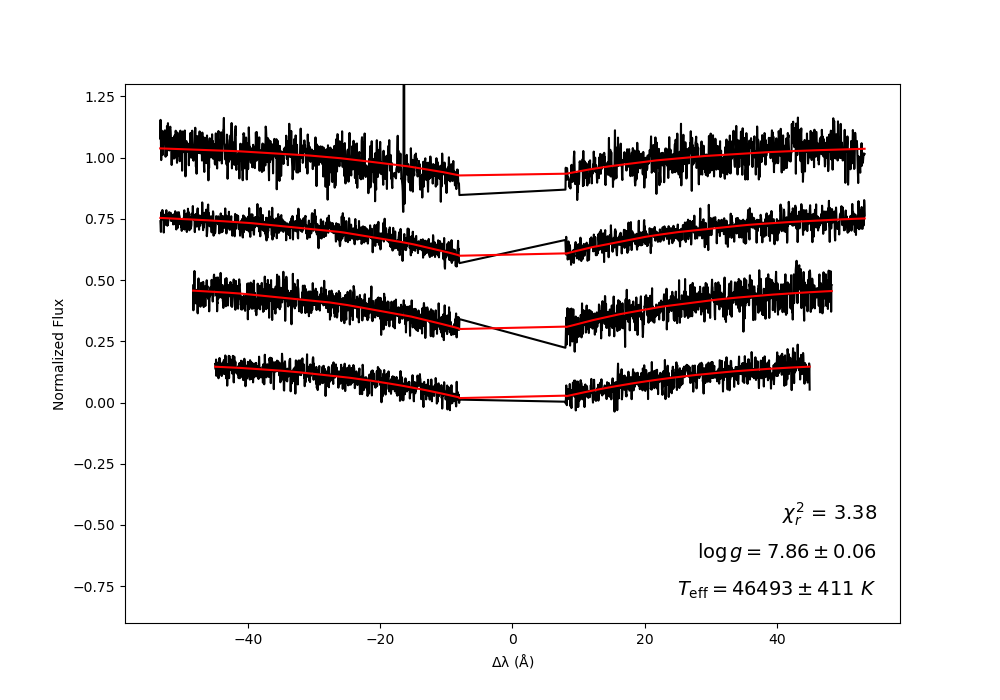 1.25
1.00
0.75
0.50
0.25
0.00
−0.25
−0.50
−0.75
Normalized Flux
χ²ᵣ = 3.38
log g = 7.86 ± 0.06
T_eff = 46493 ± 411 K
−40
−20
0
20
40
Δλ (Å)